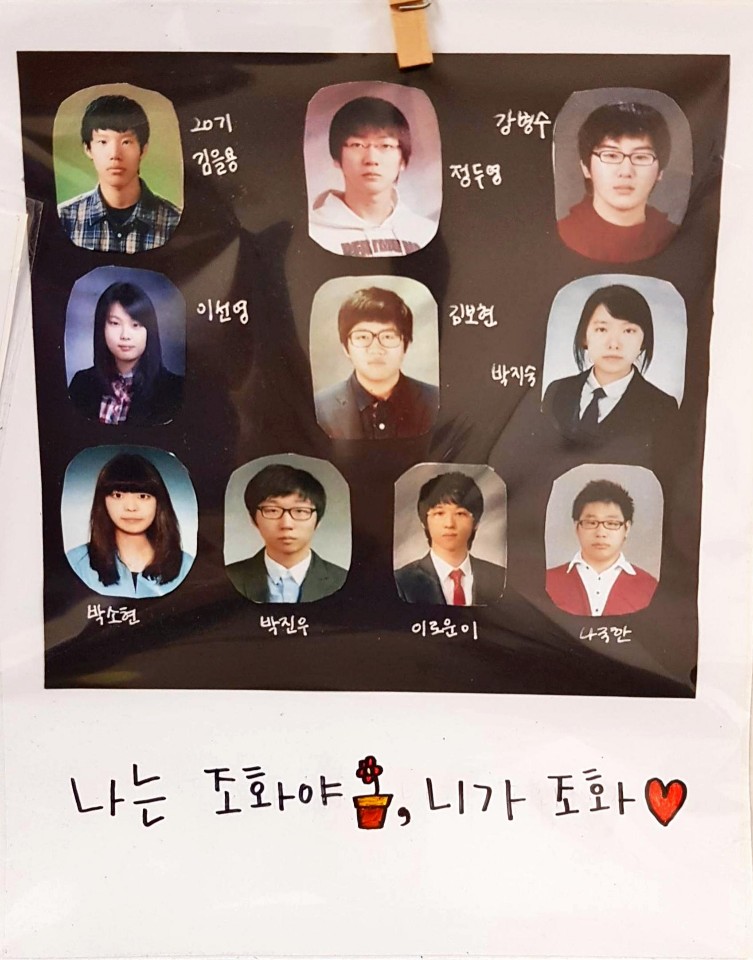 20기
김을용
정두영
강병수
이선영
김보현
박지숙
박소현
박진우
이로운이
나국한
나는 조화야, 니가 조화